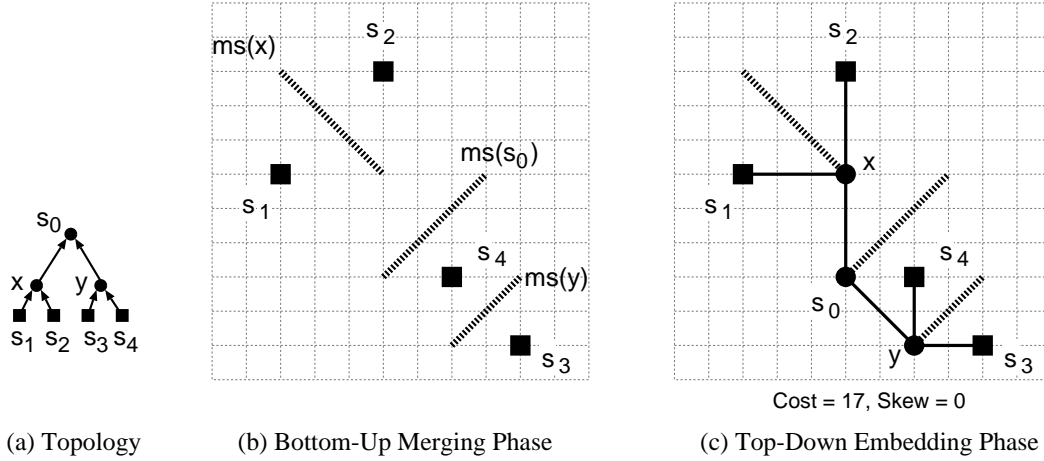 s0
x y
s1 s2 s3 s4
(a) Topology
s2
ms(x)
ms(s0)
s1
s4
ms(y)
s3
(b) Bottom-Up Merging Phase
s2
x
s1
s4
s0
y
s3
Cost = 17, Skew = 0
(c) Top-Down Embedding Phase